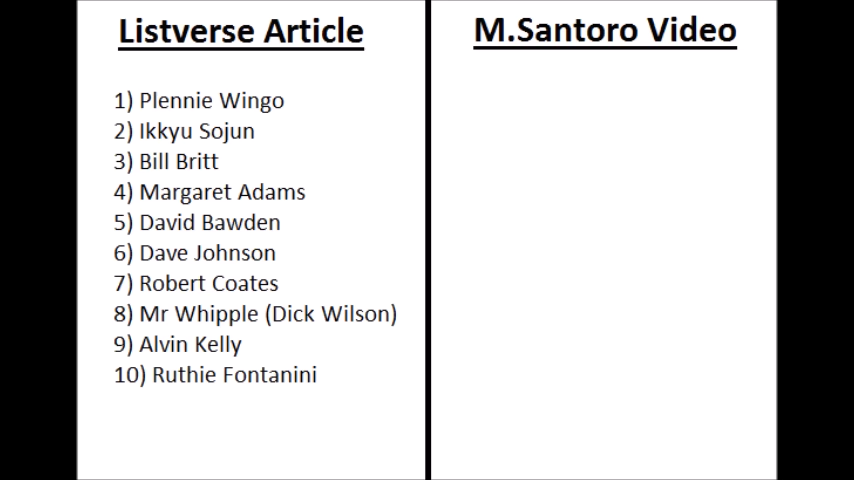 Listverse Article
M.Santoro Video
1) Plennie Wingo
2) Ikkyu Sojun
3) Bill Britt
4) Margaret Adams
5) David Bawden
6) Dave Johnson
7) Robert Coates
8) Mr Whipple (Dick Wilson)
9) Alvin Kelly
10) Ruthie Fontanini